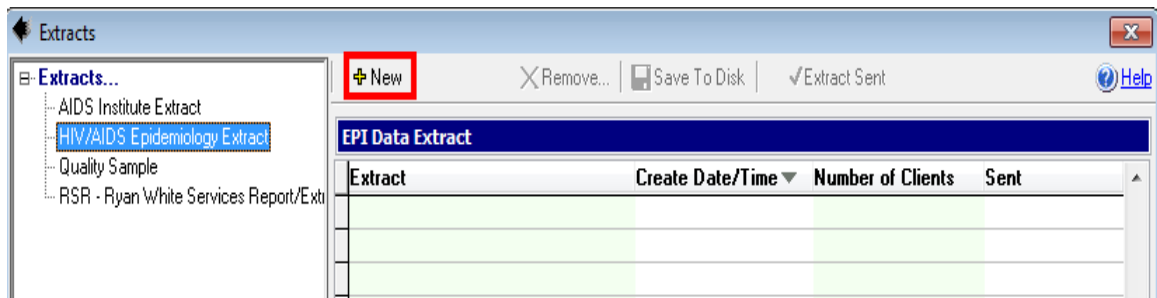 Extracts
Extracts...
AIDS Institute Extract
HIV/AIDS Epidemiology Extract
Quality Sample
RSR - Ryan White Services Report/Extr
New Remove... Save To Disk Extract Sent Help
EPI Data Extract
Extract Create Date/Time Number of Clients Sent